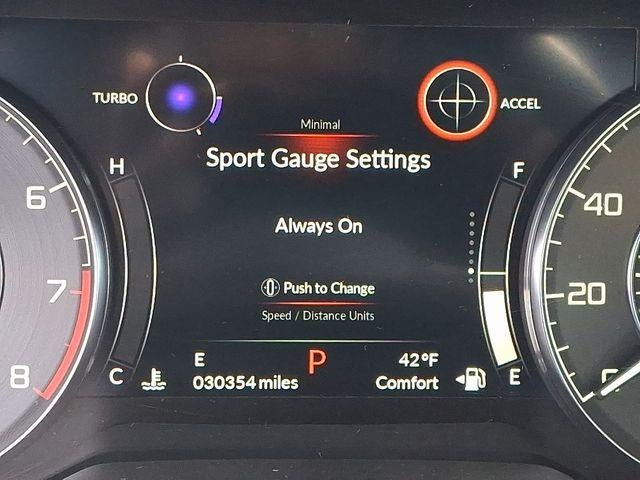 TURBO
ACCEL
Minimal
Sport Gauge Settings
H
F
6
40
Always On
7
20
Push to Change
Speed / Distance Units
E
P
42°F
8
C
030354 miles
Comfort
E